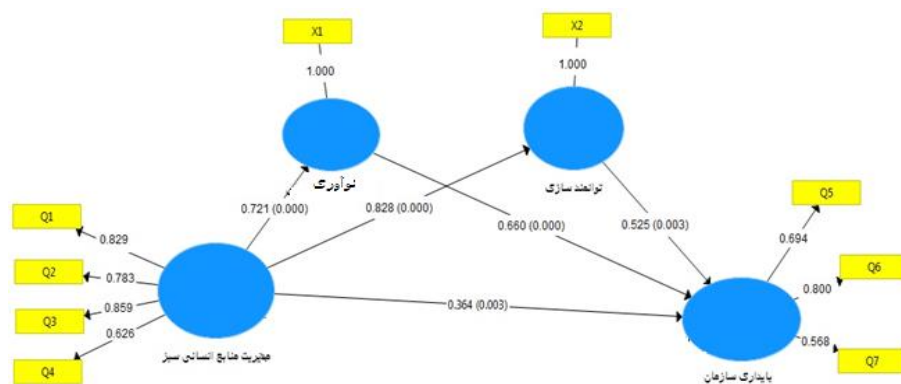 X1
X2
1.000
1.000
نوآوری
توانمند سازی
0.721 (0.000)
0.828 (0.000)
0.660 (0.000)
0.525 (0.003)
0.364 (0.003)
Q1
Q2
Q3
Q4
0.829
0.783
0.859
0.626
مدیریت منابع انسانی سبز
Q5
Q6
Q7
0.694
0.800
0.568
پایداری سازمان